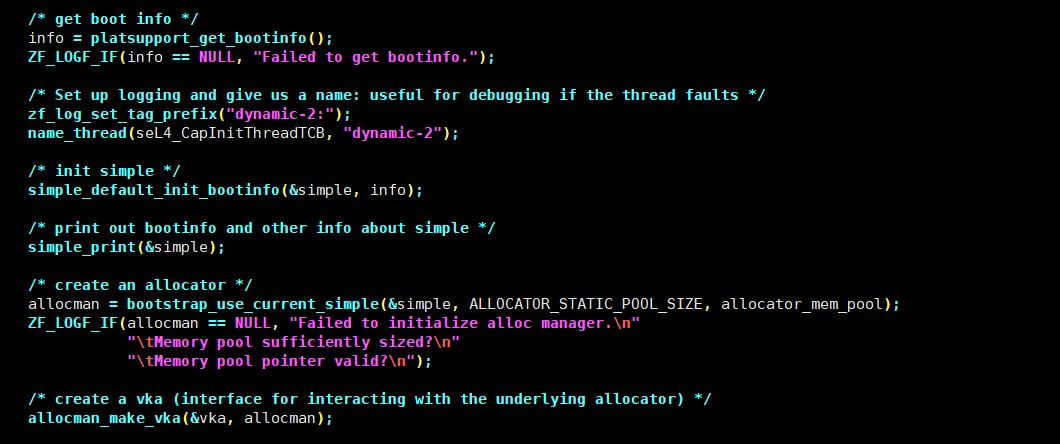 /* get boot info */
info = platsupport_get_bootinfo();
ZF_LOGF_IF(info == NULL, "Failed to get bootinfo.");

/* Set up logging and give us a name: useful for debugging if the thread faults */
zf_log_set_tag_prefix("dynamic-2:");
name_thread(seL4_CapInitThreadTCB, "dynamic-2");

/* init simple */
simple_default_init_bootinfo(&simple, info);

/* print out bootinfo and other info about simple */
simple_print(&simple);

/* create an allocator */
allocman = bootstrap_use_current_simple(&simple, ALLOCATOR_STATIC_POOL_SIZE, allocator_mem_pool);
ZF_LOGF_IF(allocman == NULL, "Failed to initialize alloc manager.\n"
           "\tMemory pool sufficiently sized?\n"
           "\tMemory pool pointer valid?\n");

/* create a vka (interface for interacting with the underlying allocator) */
allocman_make_vka(&vka, allocman);